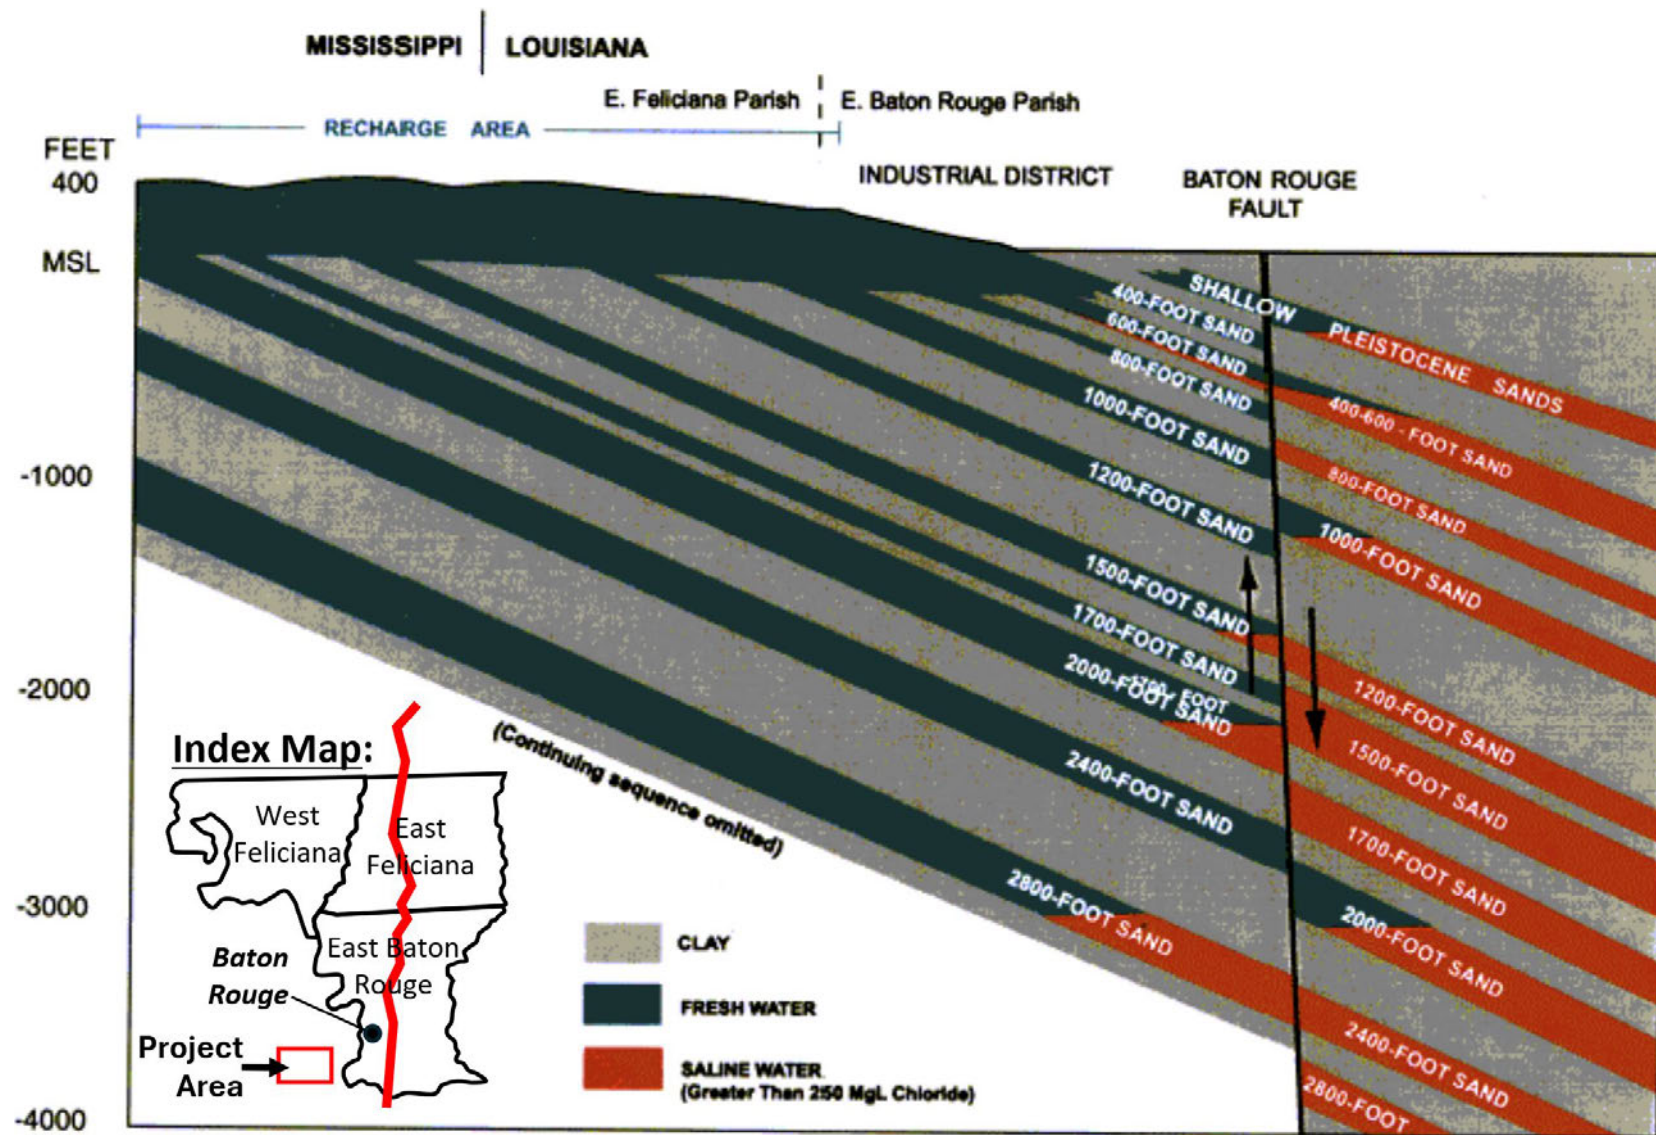 MISSISSIPPI
LOUISIANA
E. Feliciana Parish
E. Baton Rouge Parish
RECHARGE AREA
FEET
400
MSL
-1000
-2000
-3000
-4000
INDUSTRIAL DISTRICT
BATON ROUGE
FAULT
SHALLOW PLEISTOCENE SANDS
400-FOOT SAND
600-FOOT SAND
800-FOOT SAND
1000-FOOT SAND
1200-FOOT SAND
1500-FOOT SAND
1700-FOOT SAND
1700-FOOT
2000-FOOT SAND
2400-FOOT SAND
2800-FOOT SAND
400-600 - FOOT SAND
800-FOOT SAND
1000-FOOT SAND
1200-FOOT SAND
1500-FOOT SAND
1700-FOOT SAND
2000-FOOT SAND
2400-FOOT SAND
2800-FOOT
(Continuing sequence omitted)
Index Map:
West
Feliciana
East
Feliciana
East Baton
Rouge
Baton
Rouge
Project
Area
CLAY
FRESH WATER
SALINE WATER
(Greater Than 250 MgL Chloride)